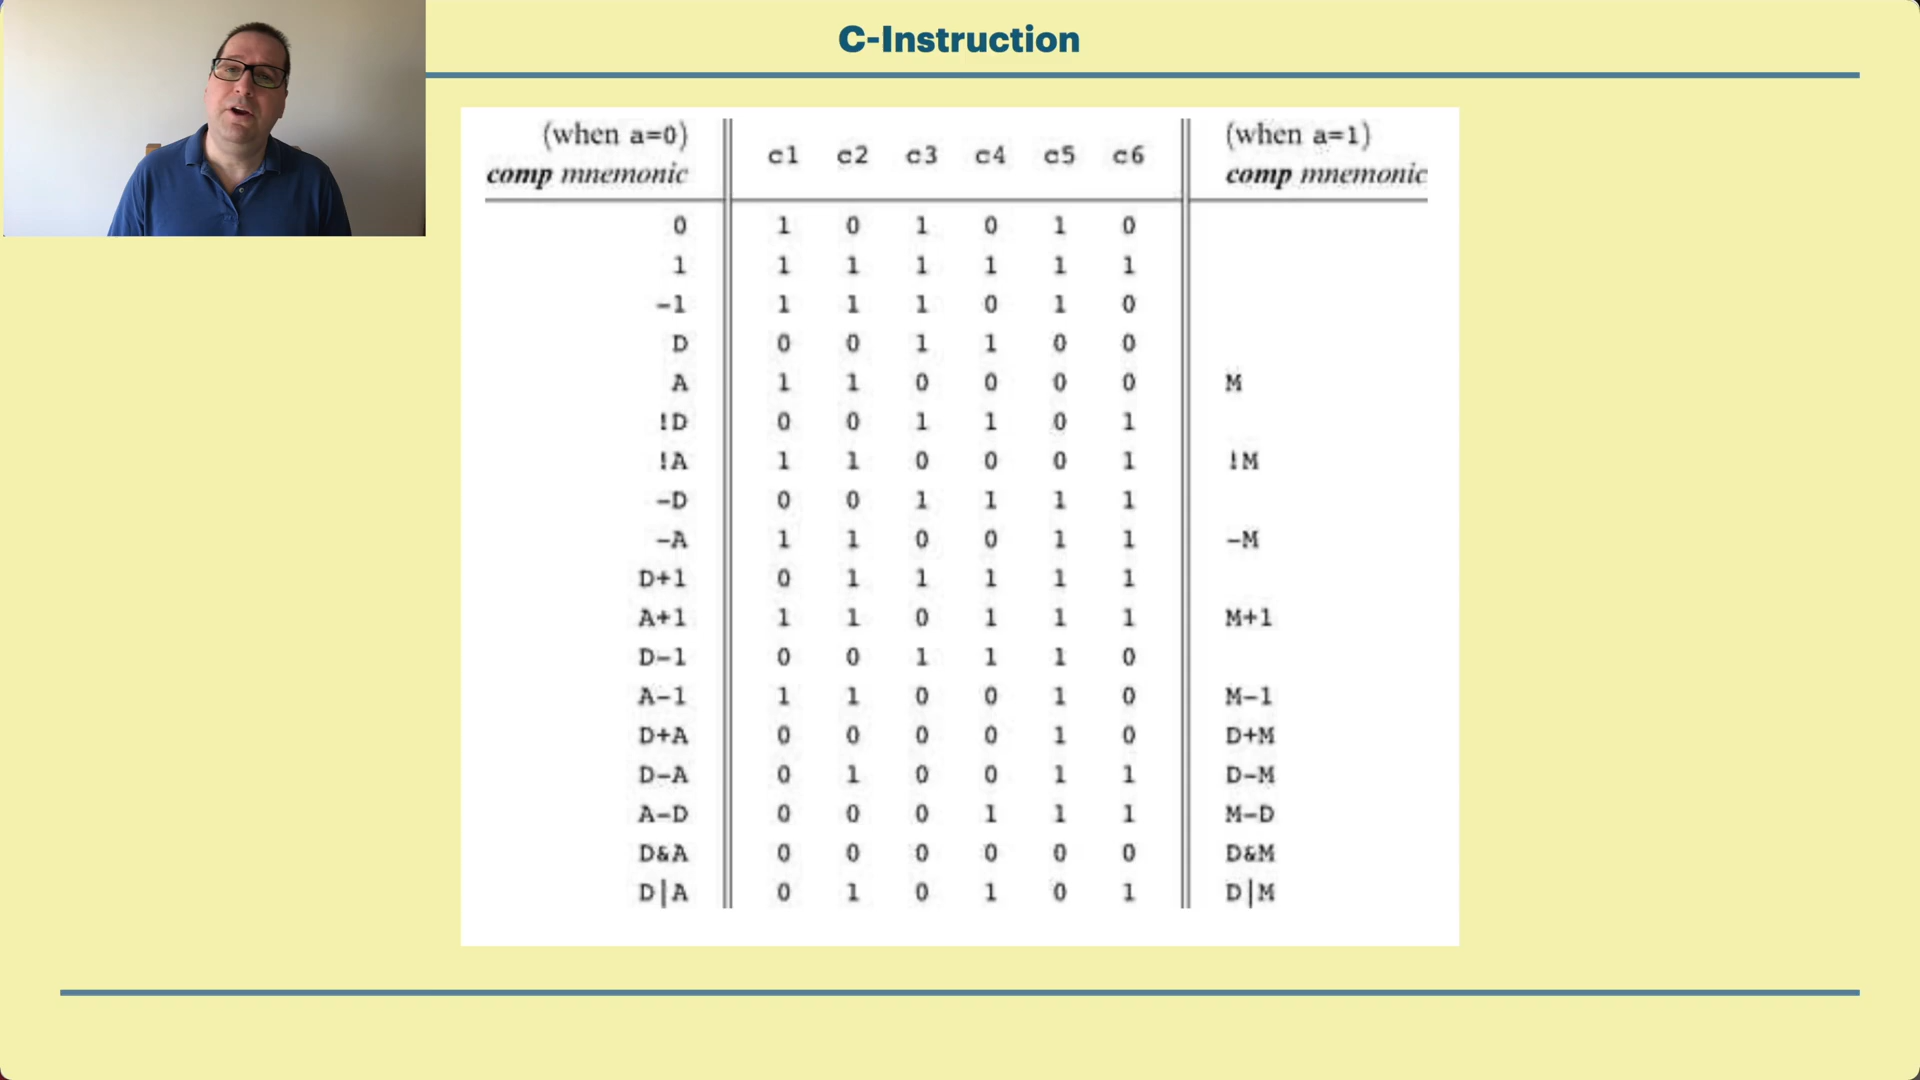 C-Instruction
(when a=0) c1 c2 c3 c4 c5 c6 (when a=1)
comp mnemonic comp mnemonic
0 1 0 1 0 1 0
1 1 1 1 1 1 1
-1 1 1 1 0 1 0
D 0 0 1 1 0 0
A 1 1 0 0 0 0 M
!D 0 0 1 1 0 1
!A 1 1 0 0 0 1 !M
-D 0 0 1 1 1 1
-A 1 1 0 0 1 1 -M
D+1 0 1 1 1 1 1
A+1 1 1 0 1 1 1 M+1
D-1 0 0 1 1 1 0
A-1 1 1 0 0 1 0 M-1
D+A 0 0 0 0 1 0 D+M
D-A 0 1 0 0 1 1 D-M
A-D 0 0 0 1 1 1 M-D
D&A 0 0 0 0 0 0 D&M
D|A 0 1 0 1 0 1 D|M